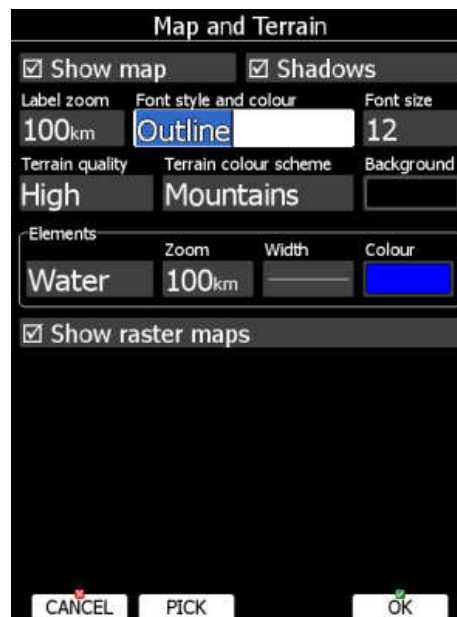 Map and Terrain
Show map Shadows
Label zoom Font style and colour Font size
100km Outline 12
Terrain quality Terrain colour scheme Background
High Mountains
Elements
Zoom Width Colour
Water 100km
Show raster maps
CANCEL PICK OK